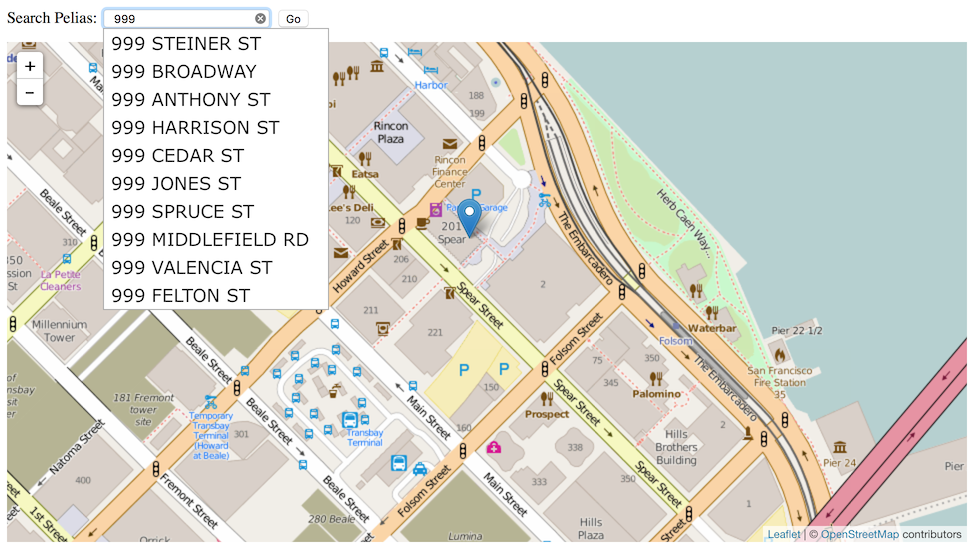 Search Pelias: 999 Go
999 STEINER ST
999 BROADWAY
999 ANTHONY ST
999 HARRISON ST
999 CEDAR ST
999 JONES ST
999 SPRUCE ST
999 MIDDLEFIELD RD
999 VALENCIA ST
999 FELTON ST
+
−
Harbor
188
199
Rincon
Plaza
Rincon
Finance
Center
Eatsa
Lee's Deli
120
P
Garage
201
Spear
206
210
Howard Street
Beale Street
310
La Petite
Cleaners
Millennium
Tower
Herb Caen Way...
The Embarcadero
2
Spear Street
211
221
Folsom Street
Waterbar
Folsom
Pier 22 1/2
San Francisco
Fire Station
35
The Embarcadero
75
350
345
Palomino
P
P
150
Prospect
Spear Street
Beale Street
181 Fremont
tower
site
Temporary
Transbay
Terminal
(Howard
at Beale)
301
Beale Street
Transbay
Terminal
Main Street
160
338
333
Hills
Brothers
Building
2
Pier 24
Pier
Natoma Street
400
Fremont Street
Folsom Street
Main Street
Spear Street
350
1
1st Street
Beale Street
280 Beale
Orrick
Lumina
Hills
Plaza
Leaflet | © OpenStreetMap contributors